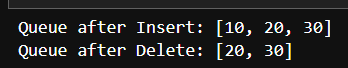 Queue after Insert: [10, 20, 30]
Queue after Delete: [20, 30]